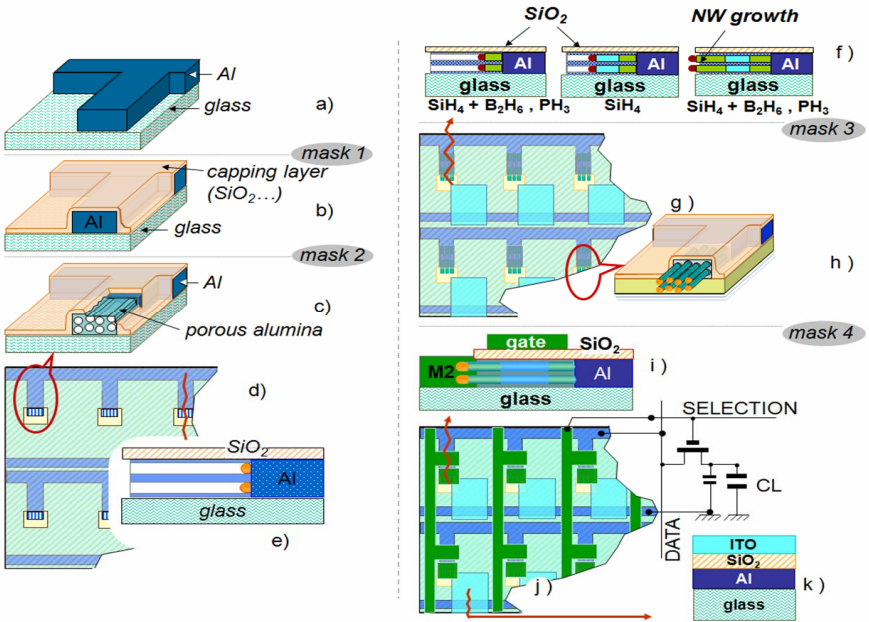 Al
glass
a)
mask 1
capping layer
(SiO₂...)
Al
glass
b)
mask 2
Al
c)
porous alumina
d)
SiO₂
Al
glass
e)
SiO₂
NW growth
Al
Al
Al
f )
glass
glass
glass
SiH₄ + B₂H₆ , PH₃
SiH₄
SiH₄ + B₂H₆ , PH₃
mask 3
g )
h )
mask 4
gate
SiO₂
M2
Al
i )
glass
SELECTION
CL
DATA
j )
ITO
SiO₂
Al
k )
glass